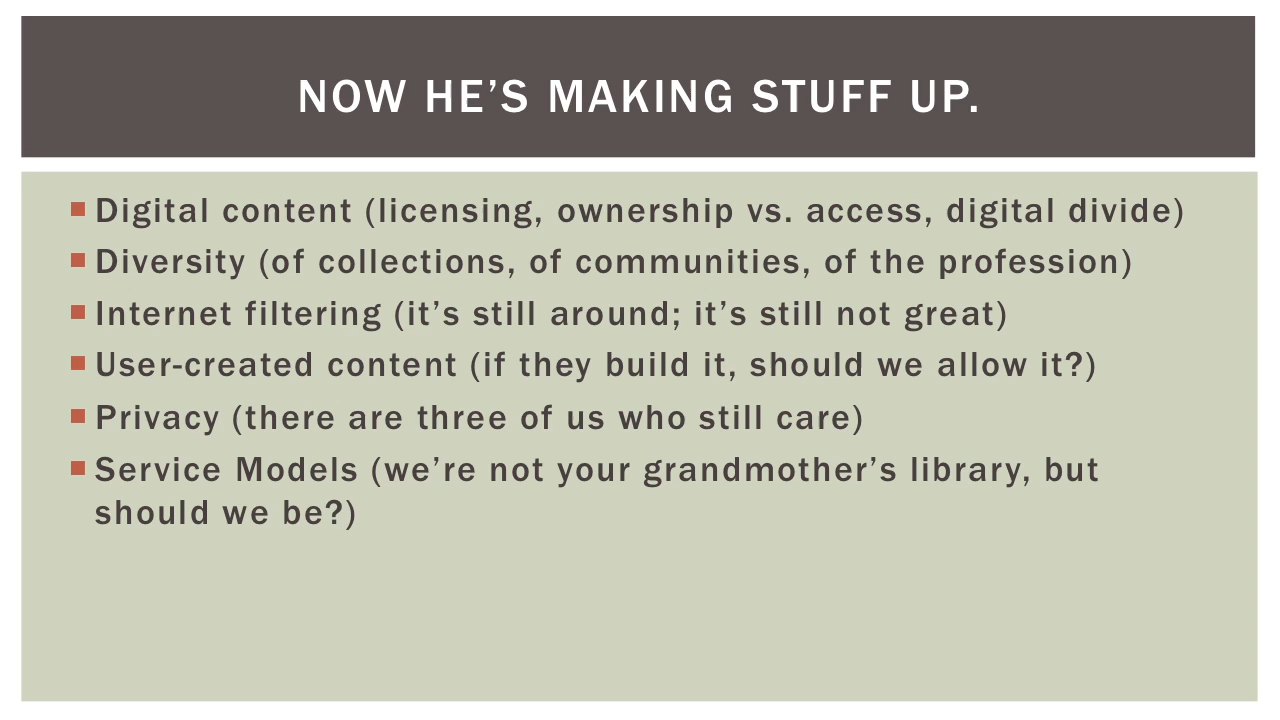 NOW HE’S MAKING STUFF UP.
Digital content (licensing, ownership vs. access, digital divide)
Diversity (of collections, of communities, of the profession)
Internet filtering (it’s still around; it’s still not great)
User-created content (if they build it, should we allow it?)
Privacy (there are three of us who still care)
Service Models (we’re not your grandmother’s library, but
should we be?)